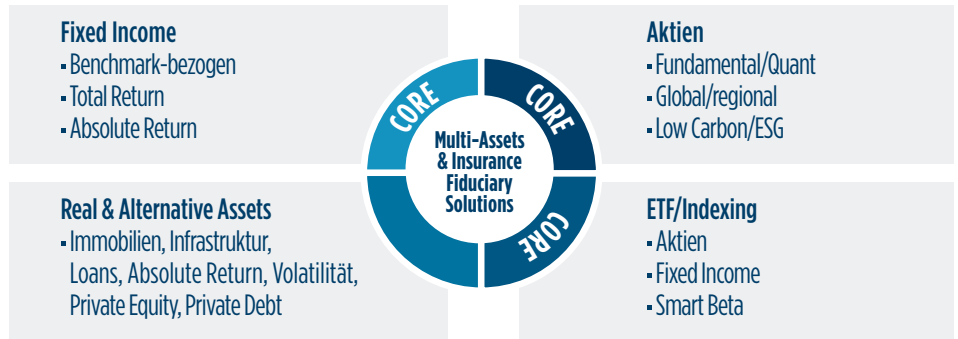 Fixed Income
▪ Benchmark-bezogen
▪ Total Return
▪ Absolute Return
Aktien
▪ Fundamental/Quant
▪ Global/regional
▪ Low Carbon/ESG
CORE
CORE
Multi-Assets
& Insurance
Fiduciary
Solutions
CORE
Real & Alternative Assets
▪ Immobilien, Infrastruktur,
Loans, Absolute Return, Volatilität,
Private Equity, Private Debt
ETF/Indexing
▪ Aktien
▪ Fixed Income
▪ Smart Beta